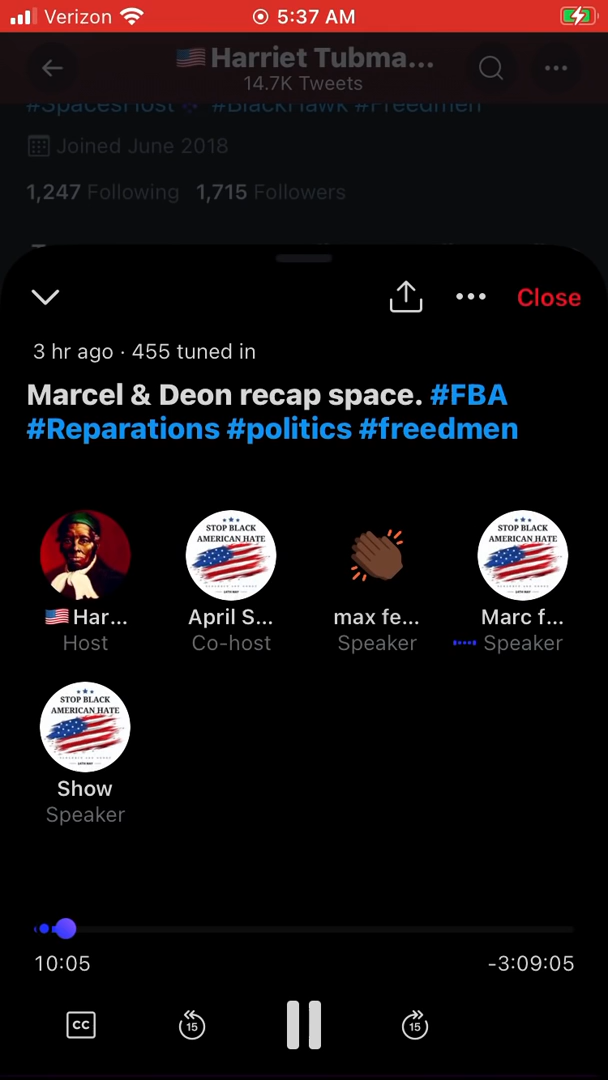 Verizon 5:37 AM
Harriet Tubma...
14.7K Tweets
#SpacesHost #BlackHawk #Freedmen
Joined June 2018
1,247 Following 1,715 Followers
Close
3 hr ago · 455 tuned in
Marcel & Deon recap space. #FBA
#Reparations #politics #freedmen
STOP BLACK
AMERICAN HATE
STOP BLACK
AMERICAN HATE
Har...
April S...
max fe...
Marc f...
Host
Co-host
Speaker
Speaker
STOP BLACK
AMERICAN HATE
Show
Speaker
10:05
-3:09:05
CC
15
15